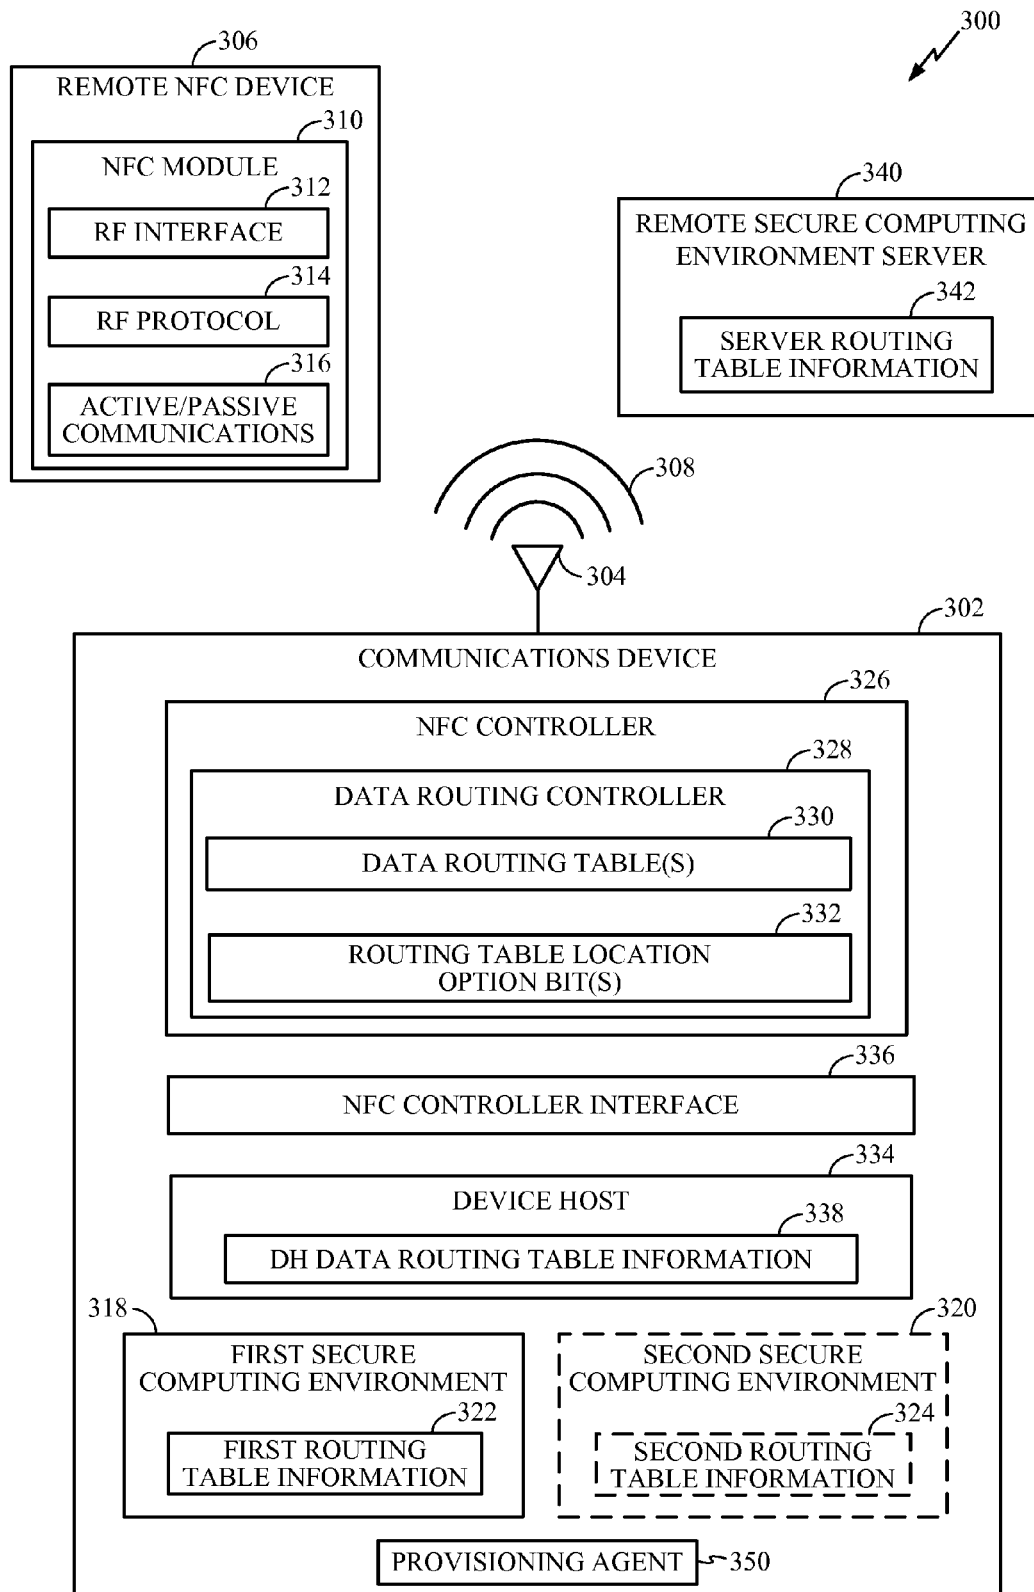 300
306
REMOTE NFC DEVICE
310
NFC MODULE
312
RF INTERFACE
314
RF PROTOCOL
316
ACTIVE/PASSIVE
COMMUNICATIONS
340
REMOTE SECURE COMPUTING
ENVIRONMENT SERVER
342
SERVER ROUTING
TABLE INFORMATION
308
304
302
COMMUNICATIONS DEVICE
326
NFC CONTROLLER
328
DATA ROUTING CONTROLLER
330
DATA ROUTING TABLE(S)
332
ROUTING TABLE LOCATION
OPTION BIT(S)
336
NFC CONTROLLER INTERFACE
334
DEVICE HOST
338
DH DATA ROUTING TABLE INFORMATION
318
FIRST SECURE
COMPUTING ENVIRONMENT
322
FIRST ROUTING
TABLE INFORMATION
320
SECOND SECURE
COMPUTING ENVIRONMENT
324
SECOND ROUTING
TABLE INFORMATION
PROVISIONING AGENT
350